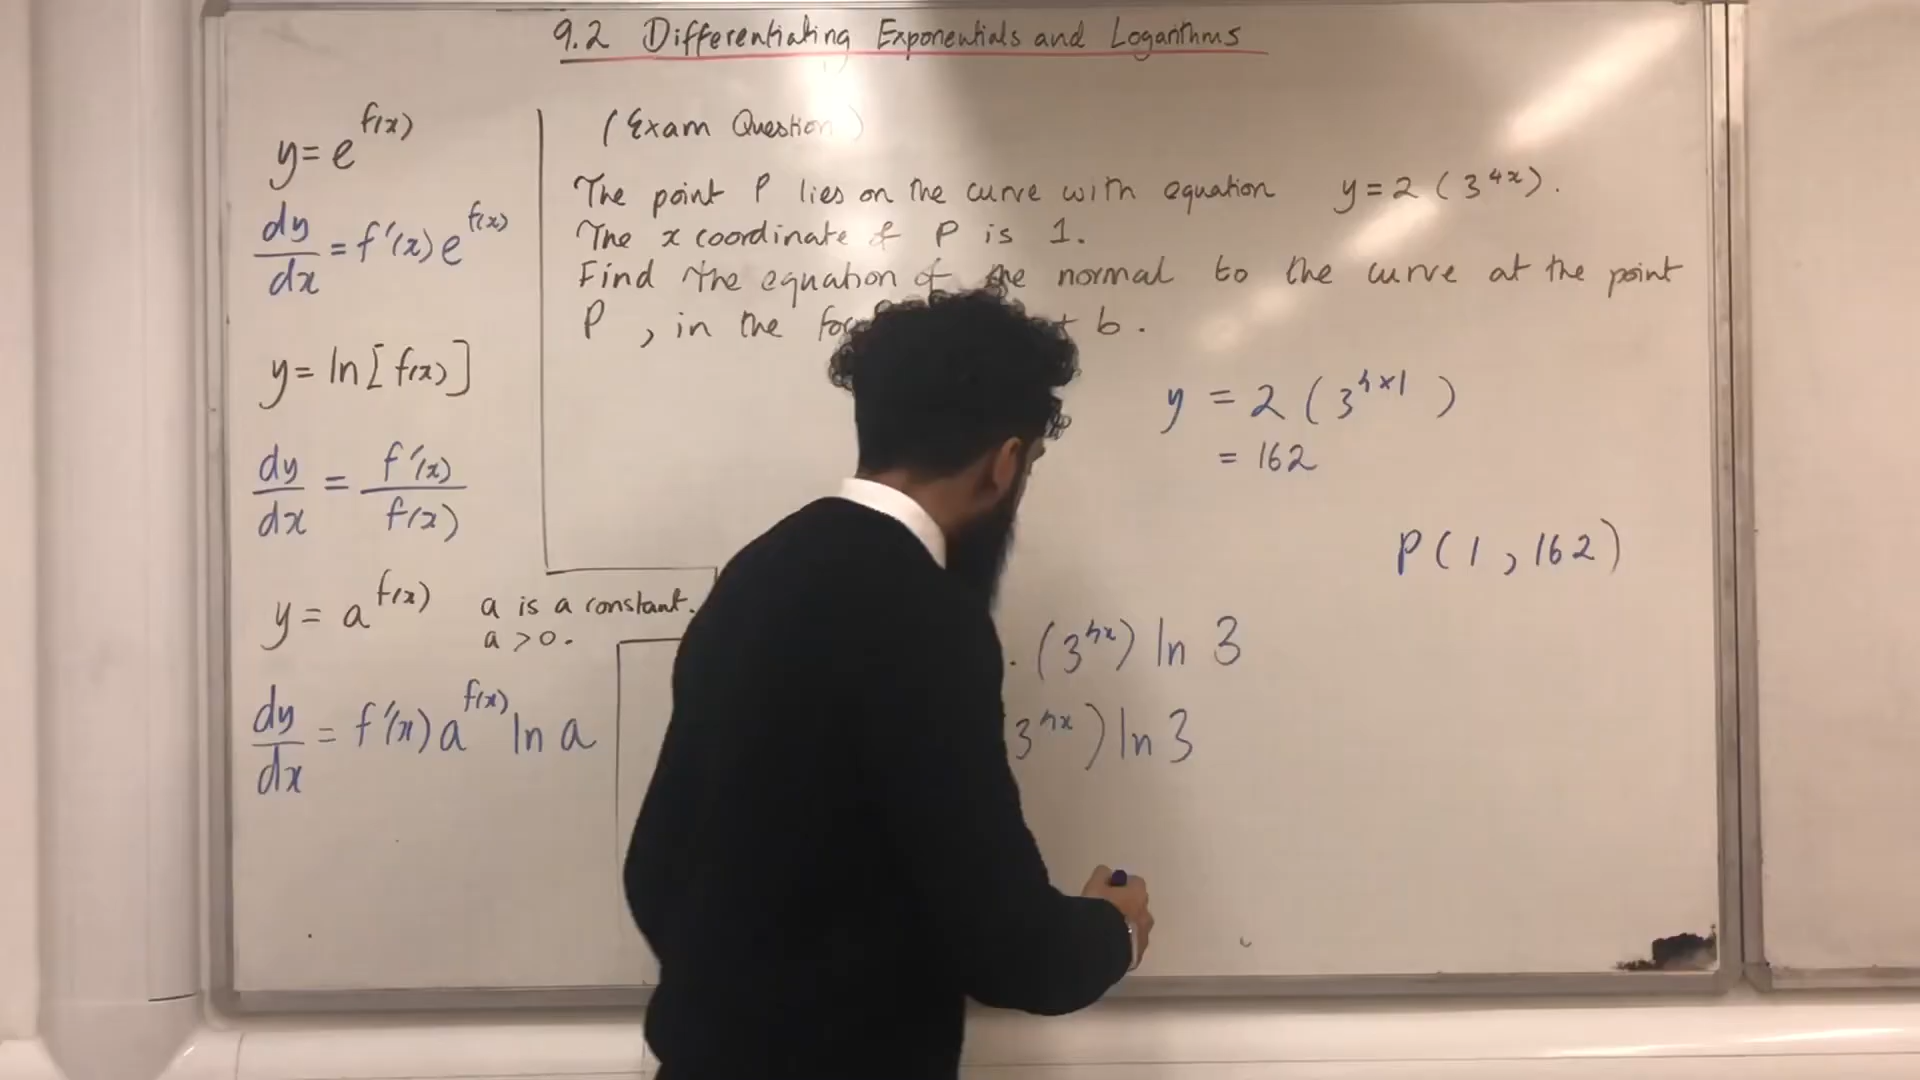 9.2 Differentiating Exponentials and Logarithms
y = e^f(x)
dy/dx = f'(x) e^f(x)
y = ln [f(x)]
dy/dx = f'(x)/f(x)
y = a^f(x) a is a constant.
a > 0.
dy/dx = f'(x) a^f(x) ln a
(Exam Question)
The point P lies on the curve with equation y = 2 (3^4x).
The x coordinate of P is 1.
Find the equation of the normal to the curve at the point
P, in the b.
y = 2 (3^4×1)
= 162
P (1, 162)
. (3^4x) ln 3
3^4x) ln 3